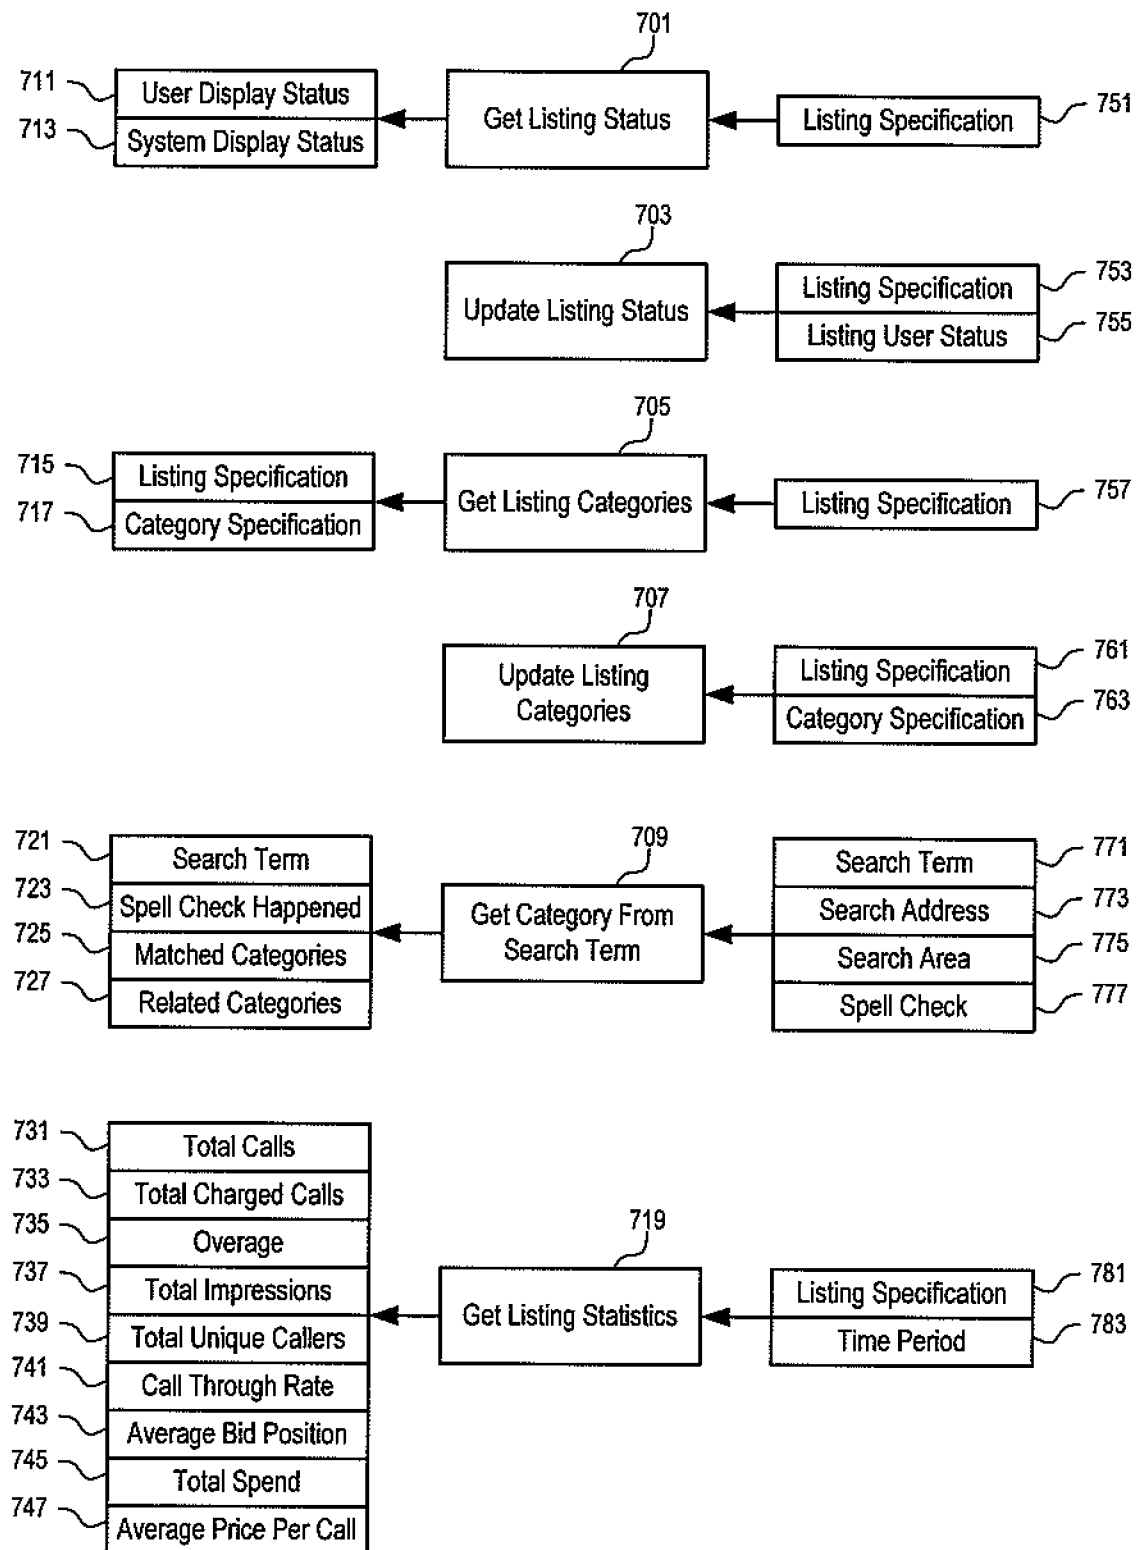 701
711
User Display Status
713
System Display Status
Get Listing Status
Listing Specification
751
703
Update Listing Status
Listing Specification
753
Listing User Status
755
705
715
Listing Specification
717
Category Specification
Get Listing Categories
Listing Specification
757
707
Update Listing
Categories
Listing Specification
761
Category Specification
763
709
721
Search Term
723
Spell Check Happened
725
Matched Categories
727
Related Categories
Get Category From
Search Term
Search Term
771
Search Address
773
Search Area
775
Spell Check
777
731
Total Calls
733
Total Charged Calls
735
Overage
737
Total Impressions
739
Total Unique Callers
741
Call Through Rate
743
Average Bid Position
745
Total Spend
747
Average Price Per Call
719
Get Listing Statistics
Listing Specification
781
Time Period
783